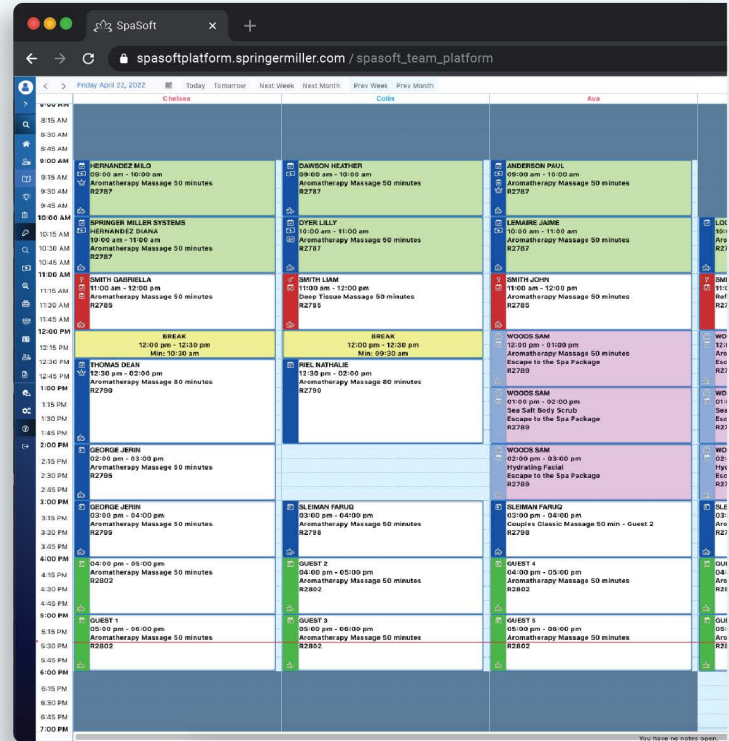 SpaSoft
spasoftplatform.springermiller.com/spasoft_team_platform
Friday April 22, 2022 Today Tomorrow Next Week Next Month Prev Week Prev Month
Chelsea Colin Ava
8:15 AM
8:30 AM
8:45 AM
9:00 AM
9:15 AM
9:30 AM
9:45 AM
10:00 AM
10:15 AM
10:30 AM
10:45 AM
11:00 AM
11:15 AM
11:30 AM
11:45 AM
12:00 PM
12:15 PM
12:30 PM
12:45 PM
1:00 PM
1:15 PM
1:30 PM
1:45 PM
2:00 PM
2:15 PM
2:30 PM
2:45 PM
3:00 PM
3:15 PM
3:30 PM
3:45 PM
4:00 PM
4:15 PM
4:30 PM
4:45 PM
5:00 PM
5:15 PM
5:30 PM
5:45 PM
6:00 PM
6:15 PM
6:30 PM
6:45 PM
7:00 PM
HERNANDEZ MILO
09:00 am - 10:00 am
Aromatherapy Massage 50 minutes
R2787
SPRINGER MILLER SYSTEMS
HERNANDEZ DIANA
10:00 am - 11:00 am
Aromatherapy Massage 50 minutes
R2787
SMITH GABRIELLA
11:00 am - 12:00 pm
Aromatherapy Massage 50 minutes
R2785
BREAK
12:00 pm - 12:30 pm
Min: 10:30 am
THOMAS DEAN
12:30 pm - 02:00 pm
Aromatherapy Massage 80 minutes
R2790
GEORGE JERIN
02:00 pm - 03:00 pm
Aromatherapy Massage 50 minutes
R2795
GEORGE JERIN
03:00 pm - 04:00 pm
Aromatherapy Massage 50 minutes
R2795
04:00 pm - 05:00 pm
Aromatherapy Massage 50 minutes
R2802
GUEST 1
05:00 pm - 06:00 pm
Aromatherapy Massage 50 minutes
R2802
DAWSON HEATHER
09:00 am - 10:00 am
Aromatherapy Massage 50 minutes
R2787
DYER LILLY
10:00 am - 11:00 am
Aromatherapy Massage 50 minutes
R2787
SMITH LIAM
11:00 am - 12:00 pm
Deep Tissue Massage 50 minutes
R2785
BREAK
12:00 pm - 12:30 pm
Min: 09:30 am
RIEL NATHALIE
12:30 pm - 02:00 pm
Aromatherapy Massage 80 minutes
R2790
SLEIMAN FARUQ
03:00 pm - 04:00 pm
Aromatherapy Massage 50 minutes
R2798
GUEST 2
04:00 pm - 05:00 pm
Aromatherapy Massage 50 minutes
R2802
GUEST 3
05:00 pm - 06:00 pm
Aromatherapy Massage 50 minutes
R2802
ANDERSON PAUL
09:00 am - 10:00 am
Aromatherapy Massage 50 minutes
R2787
LEMAIRE JAIME
10:00 am - 11:00 am
Aromatherapy Massage 50 minutes
R2787
SMITH JOHN
11:00 am - 12:00 pm
Aromatherapy Massage 50 minutes
R2785
WOODS SAM
12:00 pm - 01:00 pm
Aromatherapy Massage 50 minutes
Escape to the Spa Package
R2789
WOODS SAM
01:00 pm - 02:00 pm
Sea Salt Body Scrub
Escape to the Spa Package
R2789
WOODS SAM
02:00 pm - 03:00 pm
Hydrating Facial
Escape to the Spa Package
R2789
SLEIMAN FARUQ
03:00 pm - 04:00 pm
Couples Classic Massage 50 min - Guest 2
R2798
GUEST 4
04:00 pm - 05:00 pm
Aromatherapy Massage 50 minutes
R2802
GUEST 5
05:00 pm - 06:00 pm
Aromatherapy Massage 50 minutes
R2802
You have no notes open.